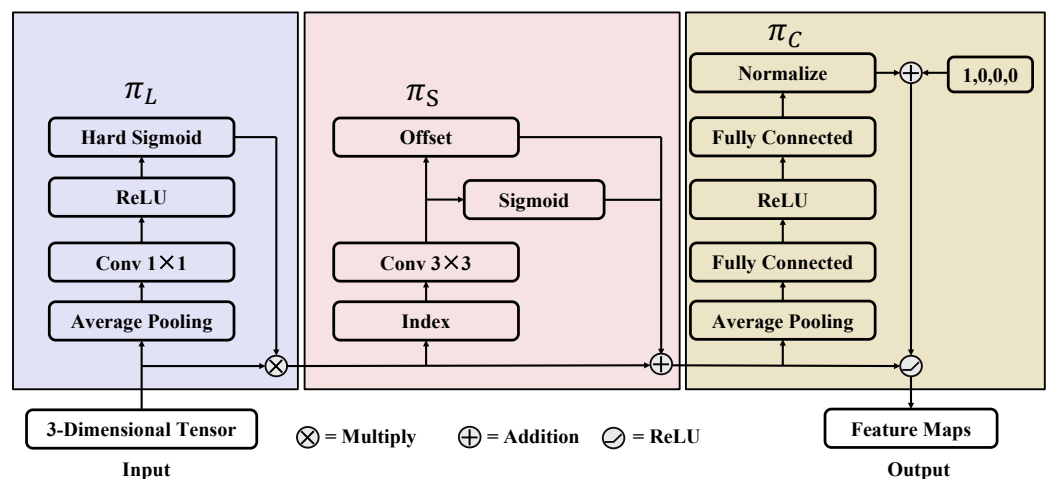 π_L
Hard Sigmoid
ReLU
Conv 1×1
Average Pooling
π_S
Offset
Sigmoid
Conv 3×3
Index
π_C
Normalize
1,0,0,0
Fully Connected
ReLU
Fully Connected
Average Pooling
3-Dimensional Tensor
Input
= Multiply
= Addition
= ReLU
Feature Maps
Output